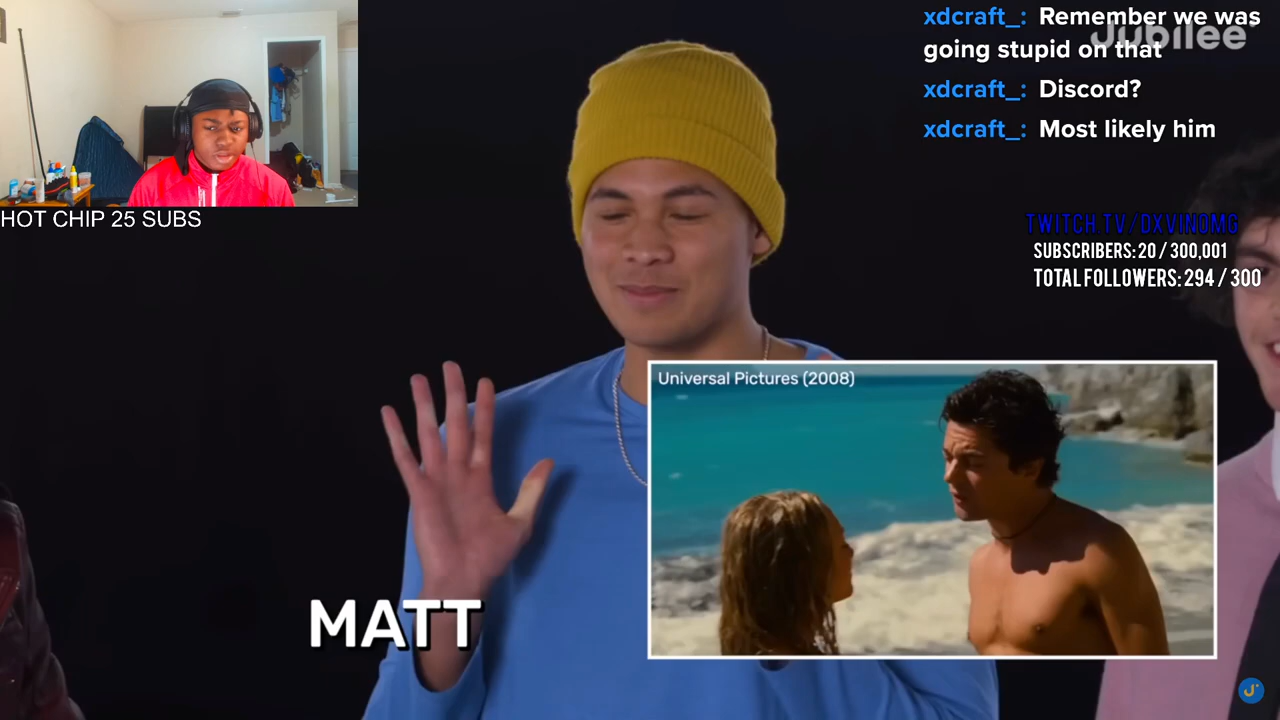 xdcraft_: Remember we was
going stupid on that
Jubilee
xdcraft_: Discord?
xdcraft_: Most likely him
HOT CHIP 25 SUBS
TWITCH.TV/DXVINOMG
SUBSCRIBERS: 20 / 300,001
TOTAL FOLLOWERS: 294 / 300
Universal Pictures (2008)
MATT
J